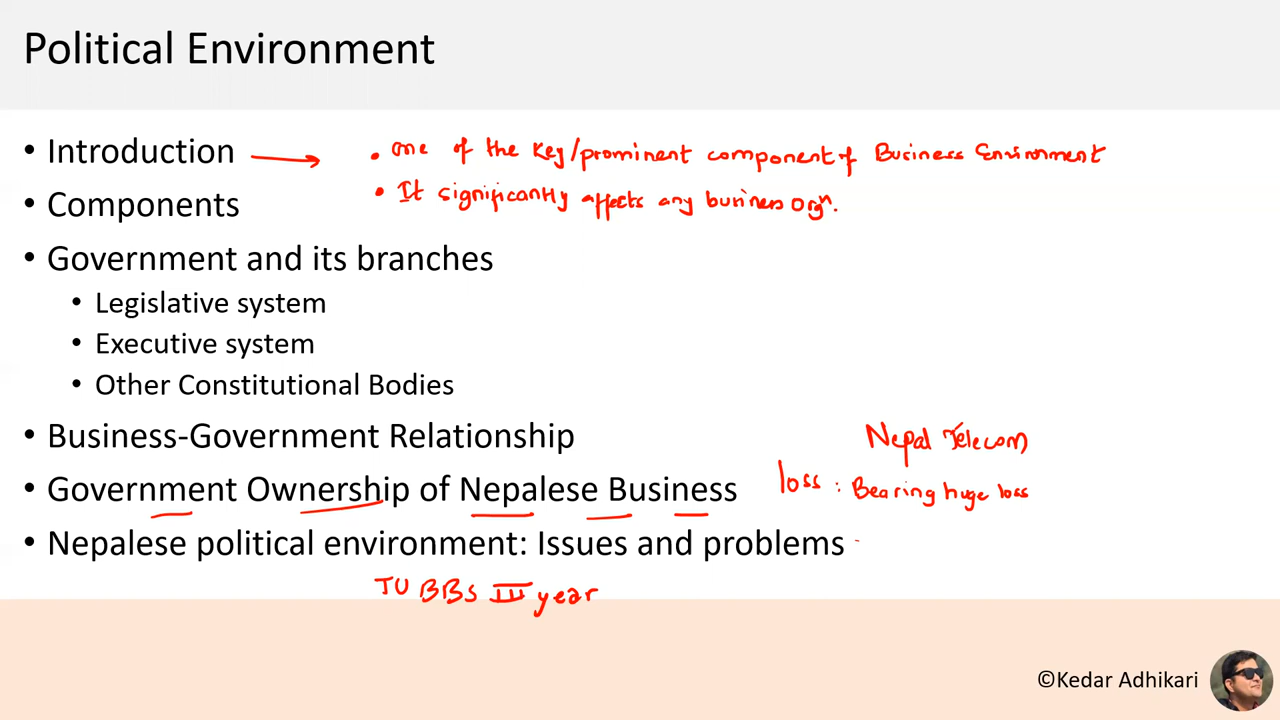 Political Environment
• Introduction → • One of the key/prominent component of Business Environment
• Components • It significantly affects any business orgn.
• Government and its branches
• Legislative system
• Executive system
• Other Constitutional Bodies
• Business-Government Relationship Nepal Telecom
• Government Ownership of Nepalese Business loss : Bearing huge loss
• Nepalese political environment: Issues and problems
TU BBS III year
©Kedar Adhikari